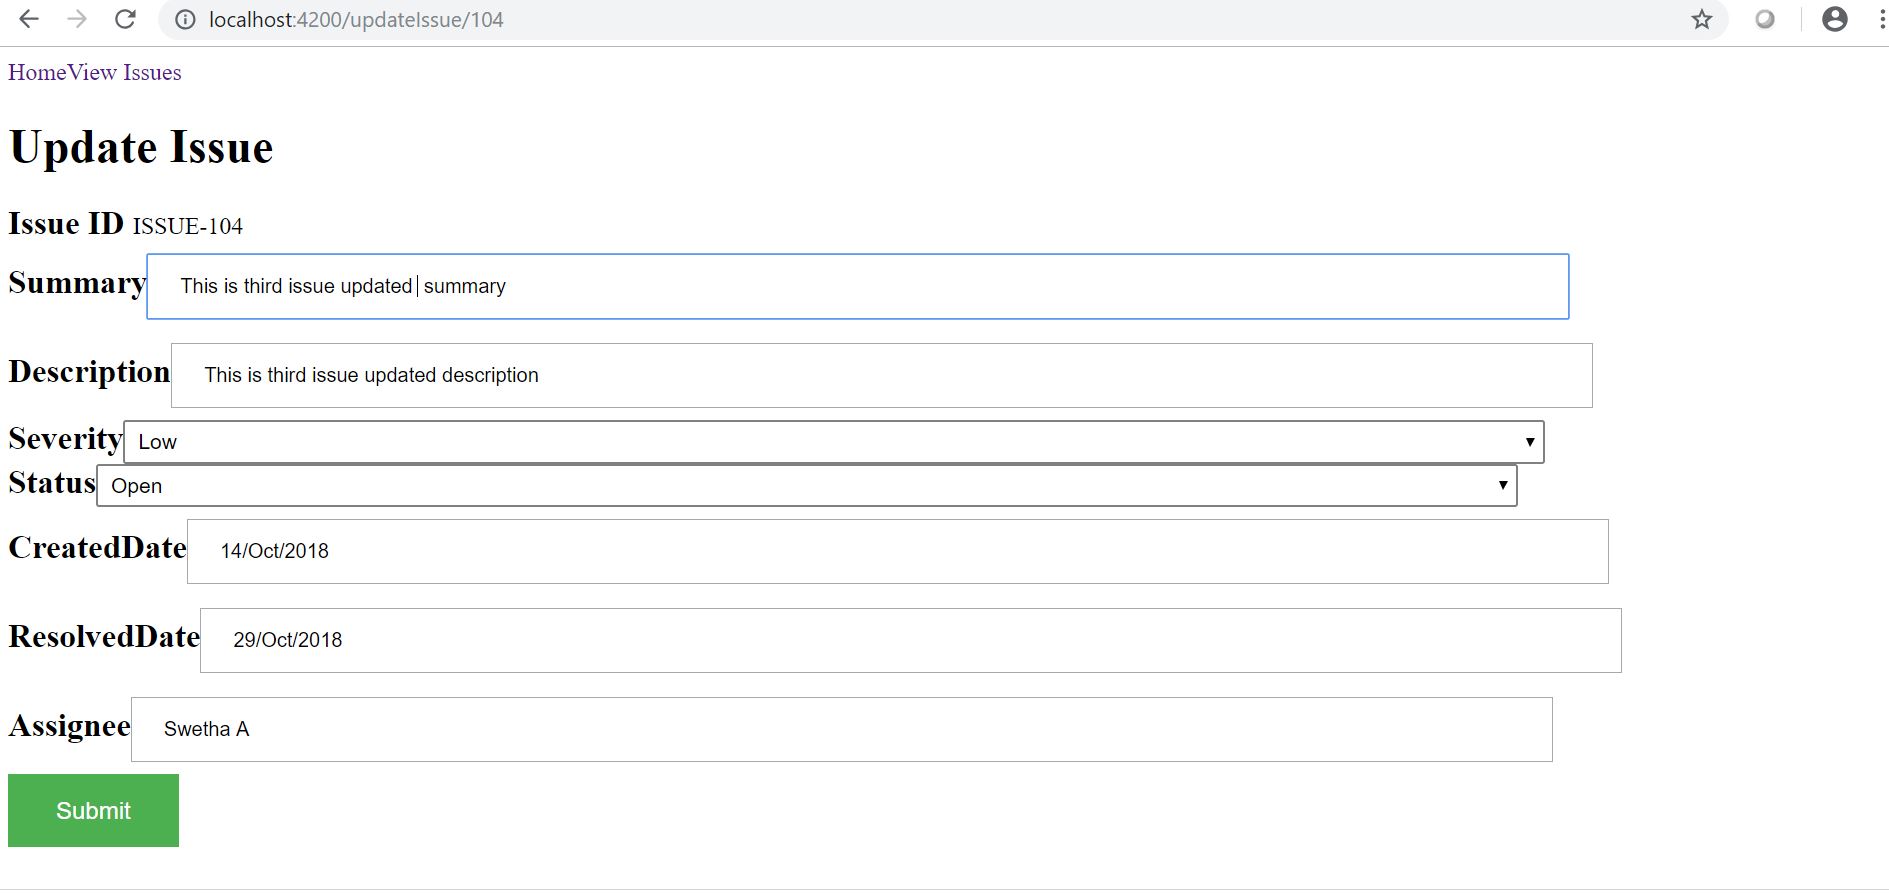 localhost:4200/updateIssue/104
HomeView Issues
Update Issue
Issue ID ISSUE-104
Summary This is third issue updated summary
Description This is third issue updated description
Severity Low
Status Open
CreatedDate 14/Oct/2018
ResolvedDate 29/Oct/2018
Assignee Swetha A
Submit